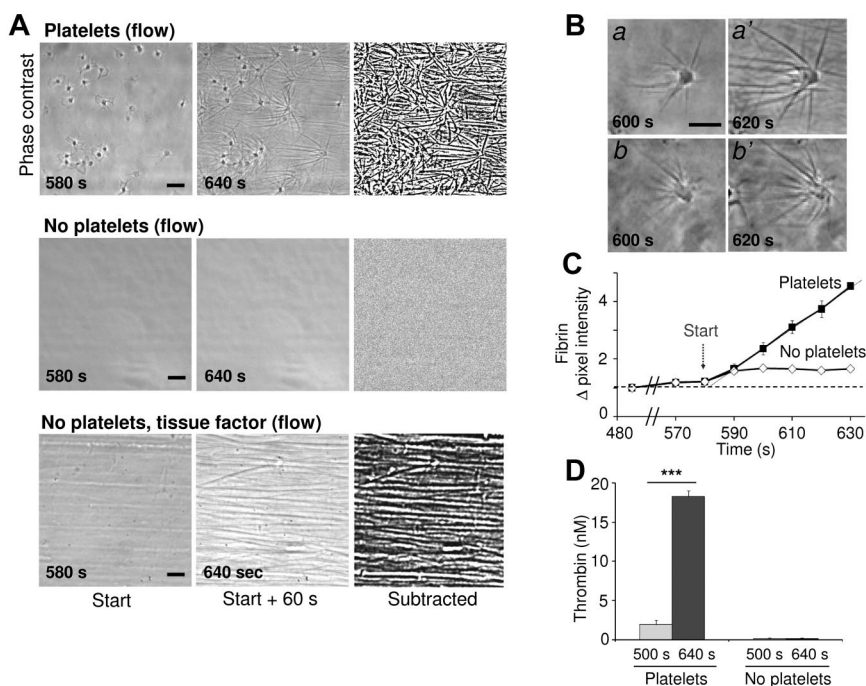 A
Platelets (flow)
Phase contrast
580 s
640 s
No platelets (flow)
580 s
640 s
No platelets, tissue factor (flow)
580 s
640 sec
Start
Start + 60 s
Subtracted
B
a
a'
600 s
620 s
b
b'
600 s
620 s
C
Fibrin
Δ pixel intensity
4
2
0
Platelets
Start
No platelets
480
570
590
610
630
Time (s)
D
Thrombin (nM)
20
15
10
5
0
***
500 s
640 s
500 s
640 s
Platelets
No platelets